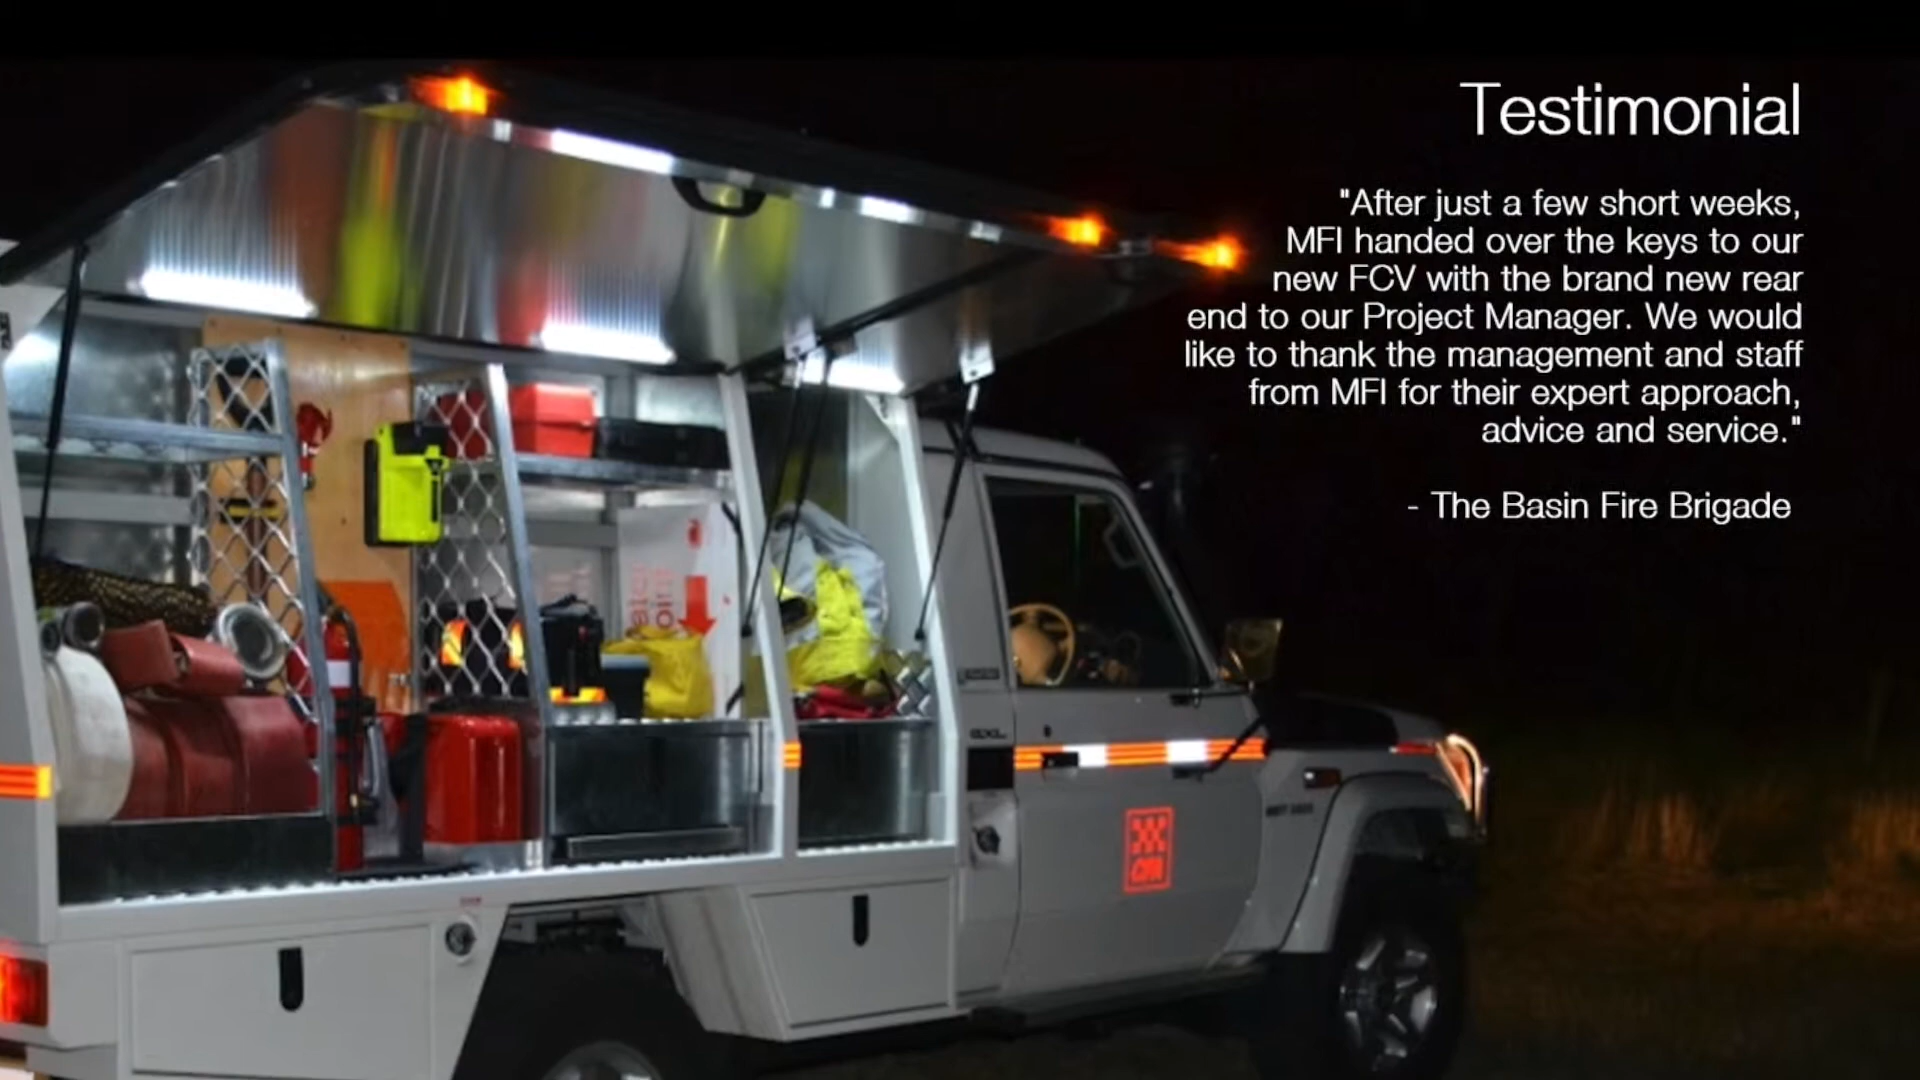 Testimonial
"After just a few short weeks,
MFI handed over the keys to our
new FCV with the brand new rear
end to our Project Manager. We would
like to thank the management and staff
from MFI for their expert approach,
advice and service."
- The Basin Fire Brigade
GXL
CFA